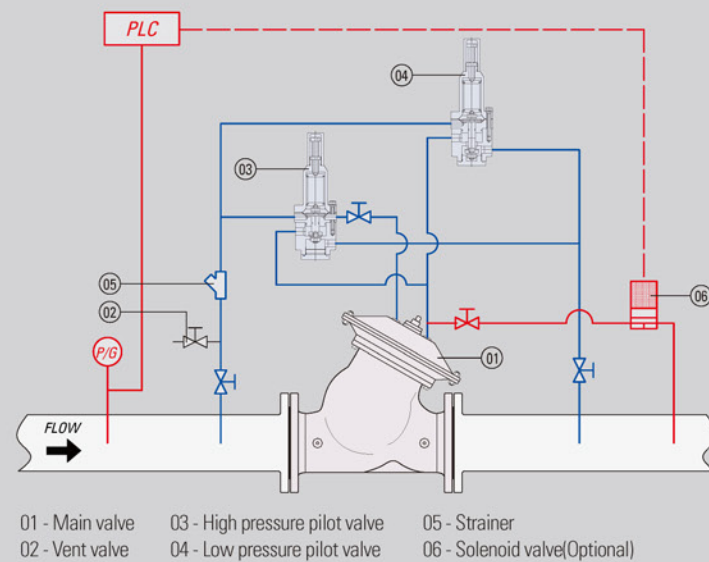 PLC
04
03
05
02
06
P/G
01
FLOW
01 - Main valve 03 - High pressure pilot valve 05 - Strainer
02 - Vent valve 04 - Low pressure pilot valve 06 - Solenoid valve(Optional)